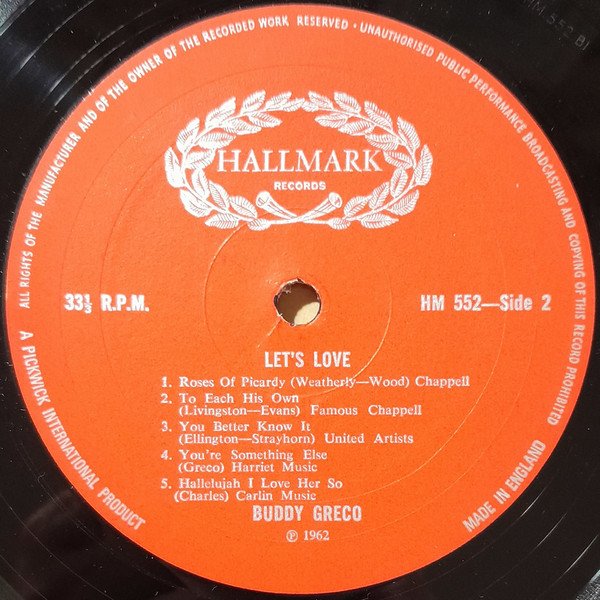 ALL RIGHTS OF THE MANUFACTURER AND OF THE OWNER OF THE RECORDED WORK RESERVED · UNAUTHORISED PUBLIC PERFORMANCE BROADCASTING AND COPYING OF THIS RECORD PROHIBITED
HALLMARK
RECORDS
33⅓ R.P.M.
HM 552—Side 2
LET'S LOVE
1. Roses Of Picardy (Weatherly—Wood) Chappell
2. To Each His Own
(Livingston—Evans) Famous Chappell
3. You Better Know It
(Ellington—Strayhorn) United Artists
4. You're Something Else
(Greco) Harriet Music
5. Hallelujah I Love Her So
(Charles) Carlin Music
BUDDY GRECO
℗ 1962
A PICKWICK INTERNATIONAL PRODUCT
MADE IN ENGLAND